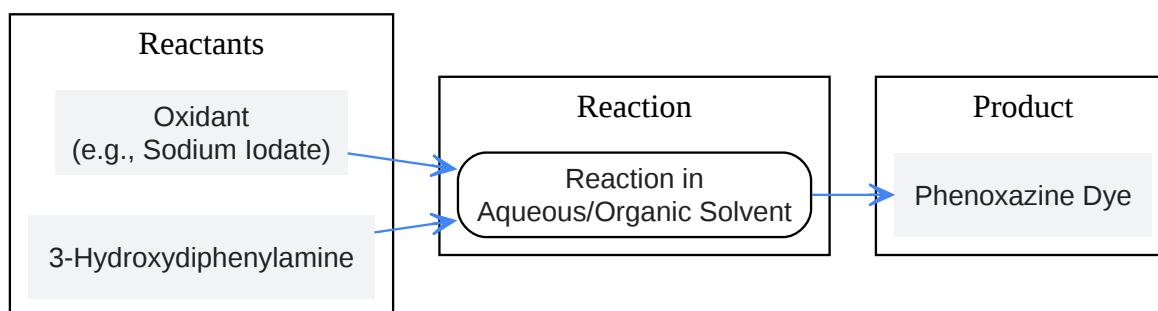 Reactants
Oxidant
(e.g., Sodium Iodate)
3-Hydroxydiphenylamine
Reaction
Reaction in
Aqueous/Organic Solvent
Product
Phenoxazine Dye